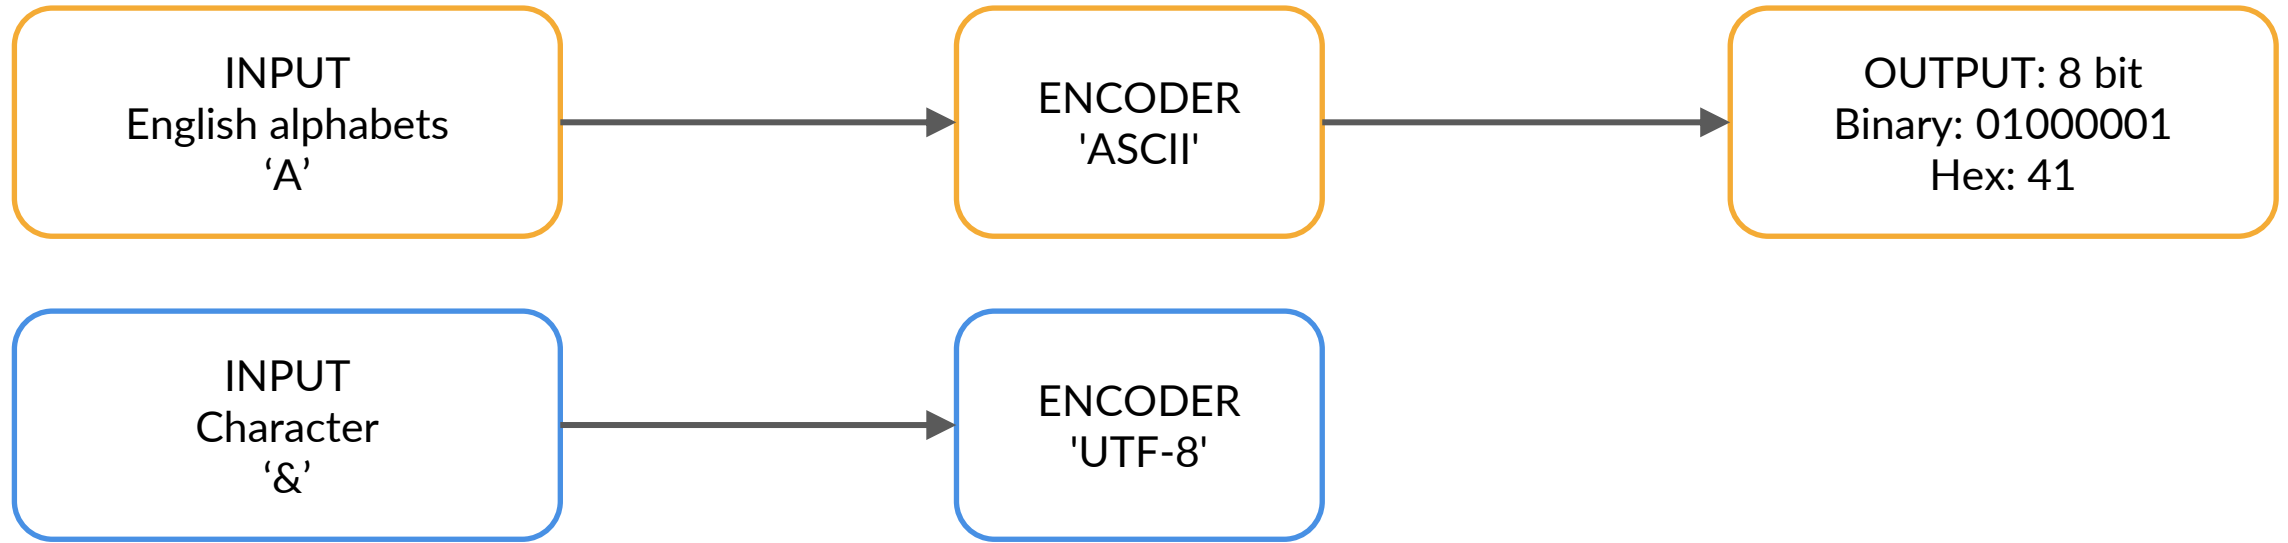 INPUT
English alphabets
‘A’
ENCODER
'ASCII'
OUTPUT: 8 bit
Binary: 01000001
Hex: 41
INPUT
Character
‘&’
ENCODER
'UTF-8'